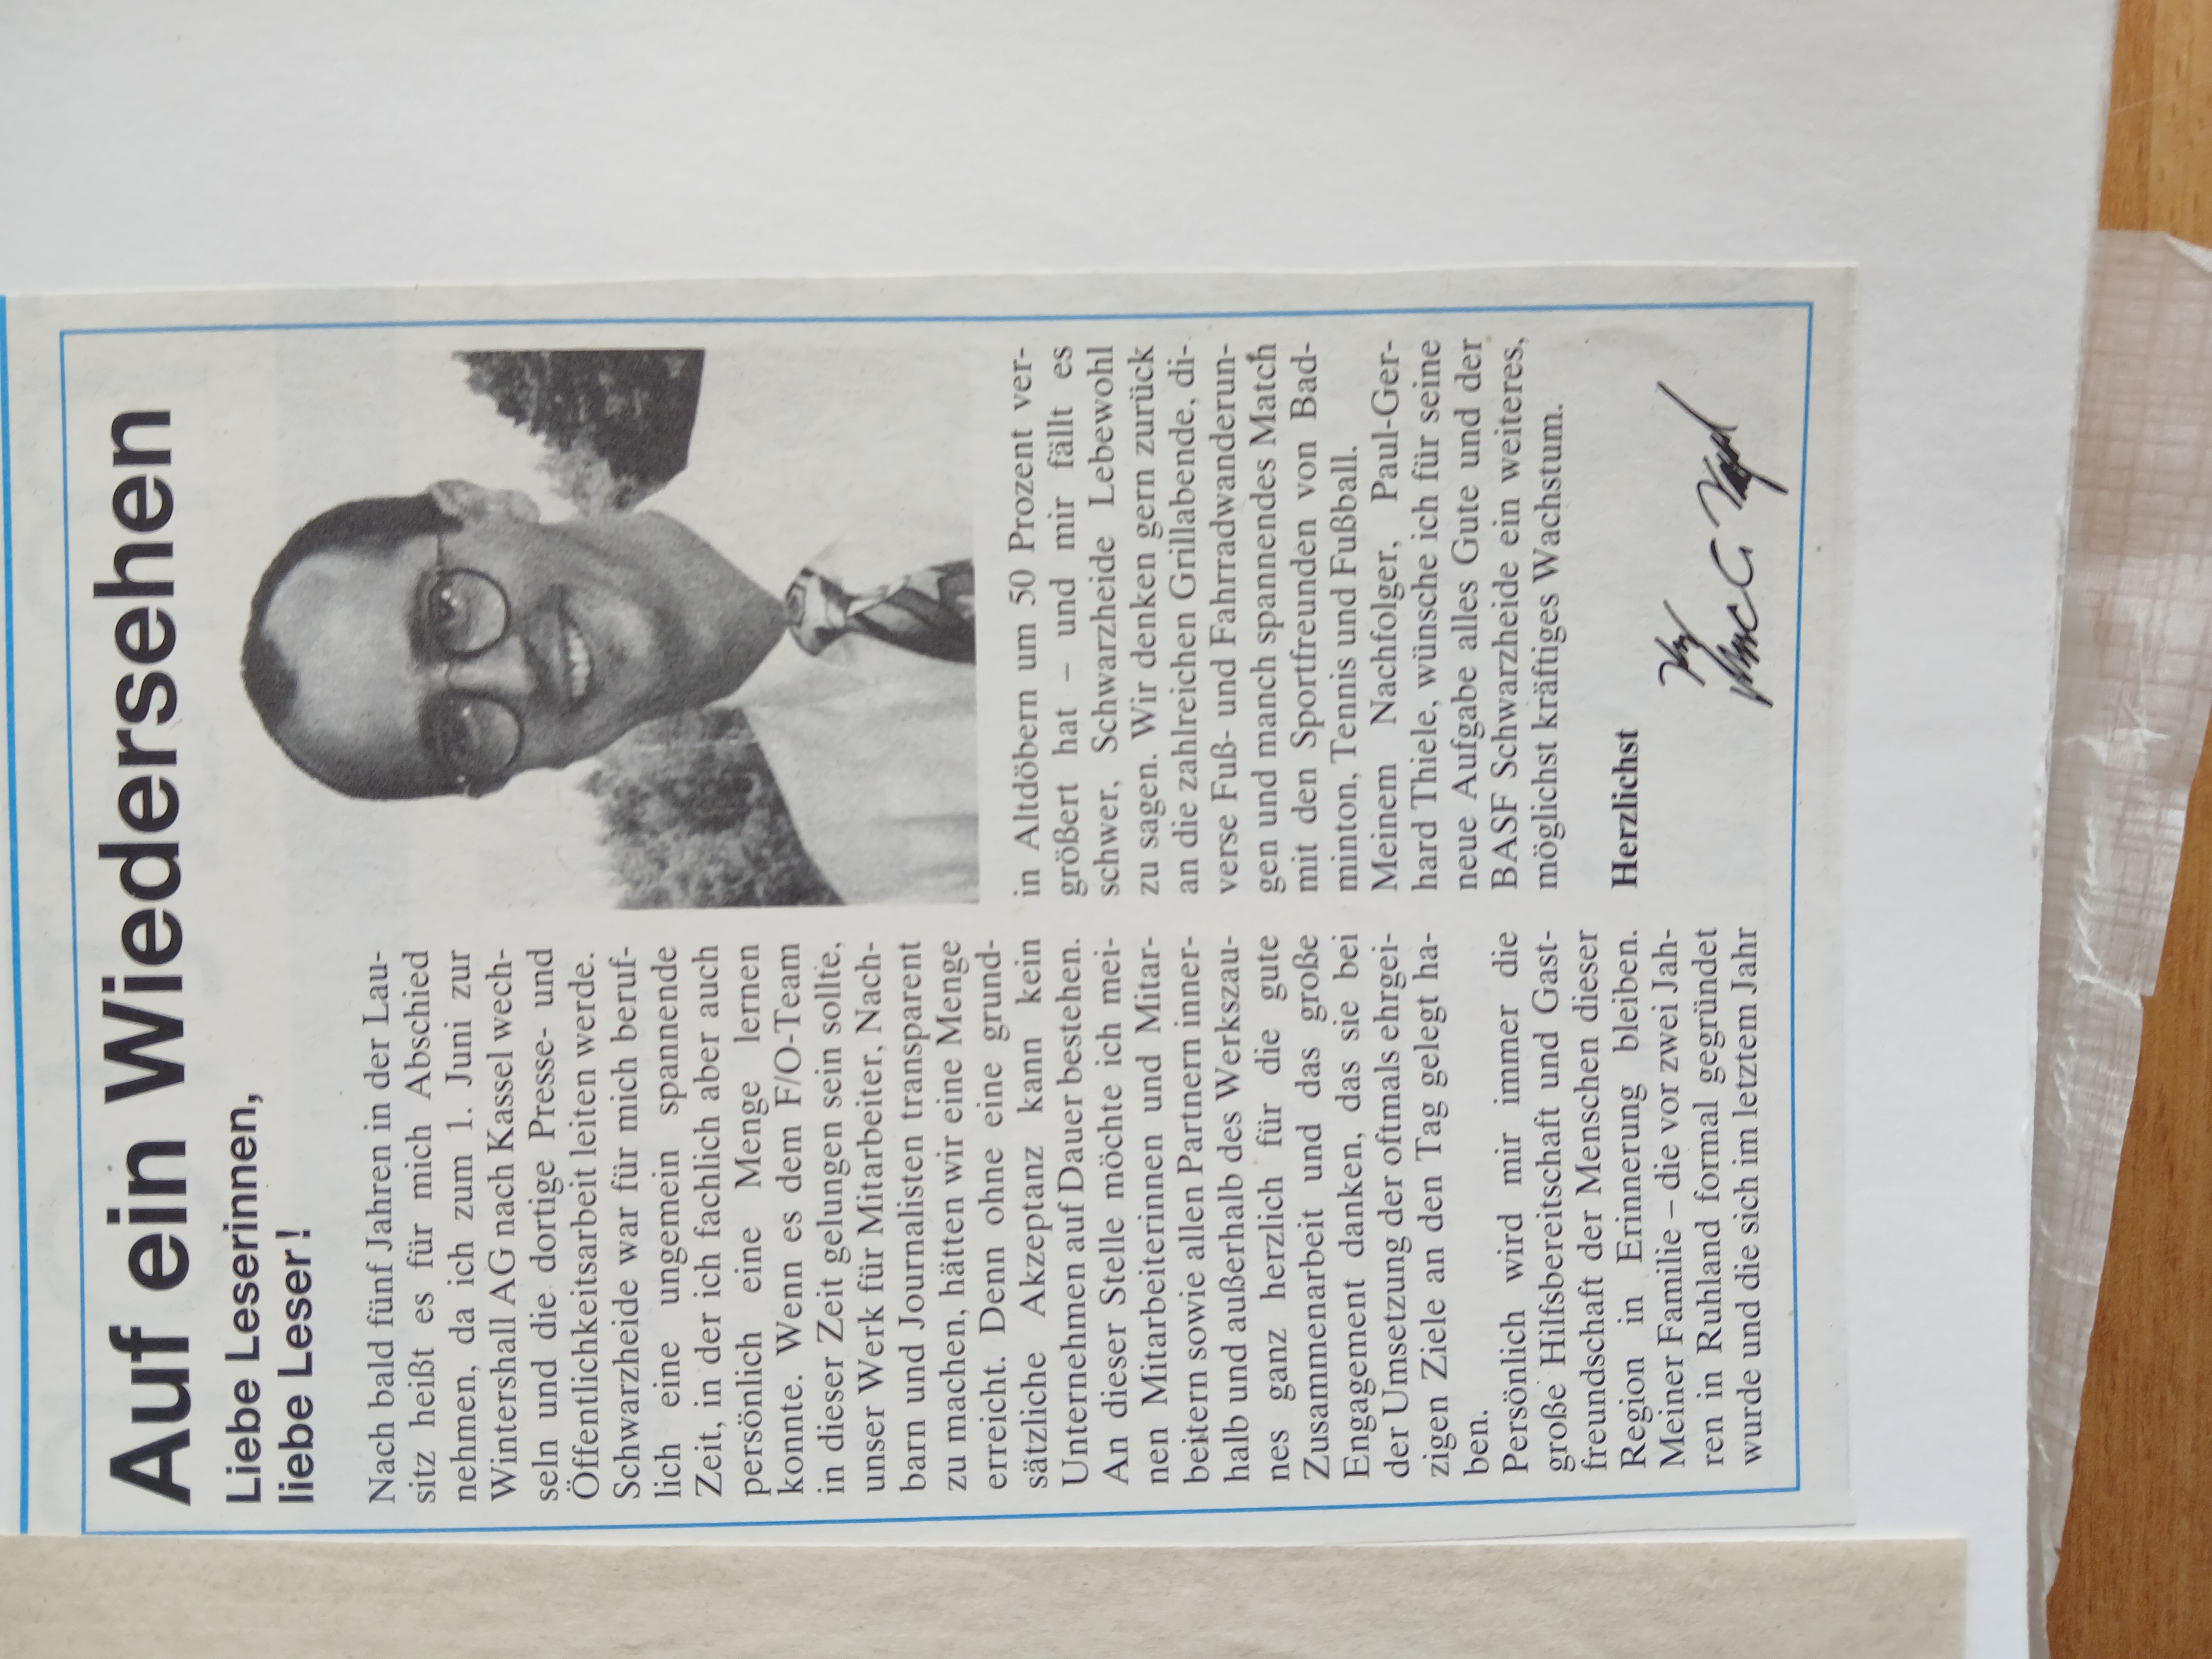 Auf ein Wiedersehen
Liebe Leserinnen,
liebe Leser!
Nach bald fünf Jahren in der Lau-
sitz heißt es für mich Abschied
nehmen, da ich zum 1. Juni zur
Wintershall AG nach Kassel wech-
seln und die dortige Presse- und
Öffentlichkeitsarbeit leiten werde.
Schwarzheide war für mich beruf-
lich eine ungemein spannende
Zeit, in der ich fachlich aber auch
persönlich eine Menge lernen
konnte. Wenn es dem F/O-Team
in dieser Zeit gelungen sein sollte,
unser Werk für Mitarbeiter, Nach-
barn und Journalisten transparent
zu machen, hätten wir eine Menge
erreicht. Denn ohne eine grund-
sätzliche Akzeptanz kann kein
Unternehmen auf Dauer bestehen.
An dieser Stelle möchte ich mei-
nen Mitarbeiterinnen und Mitar-
beitern sowie allen Partnern inner-
halb und außerhalb des Werkszau-
nes ganz herzlich für die gute
Zusammenarbeit und das große
Engagement danken, das sie bei
der Umsetzung der oftmals ehrgei-
zigen Ziele an den Tag gelegt ha-
ben.
Persönlich wird mir immer die
große Hilfsbereitschaft und Gast-
freundschaft der Menschen dieser
Region in Erinnerung bleiben.
Meiner Familie – die vor zwei Jah-
ren in Ruhland formal gegründet
wurde und die sich im letztem Jahr
in Altdöbern um 50 Prozent ver-
größert hat – und mir fällt es
schwer, Schwarzheide Lebewohl
zu sagen. Wir denken gern zurück
an die zahlreichen Grillabende, di-
verse Fuß- und Fahrradwanderun-
gen und manch spannendes Match
mit den Sportfreunden von Bad-
minton, Tennis und Fußball.
Meinem Nachfolger, Paul-Ger-
hard Thiele, wünsche ich für seine
neue Aufgabe alles Gute und der
BASF Schwarzheide ein weiteres,
möglichst kräftiges Wachstum.
Herzlichst